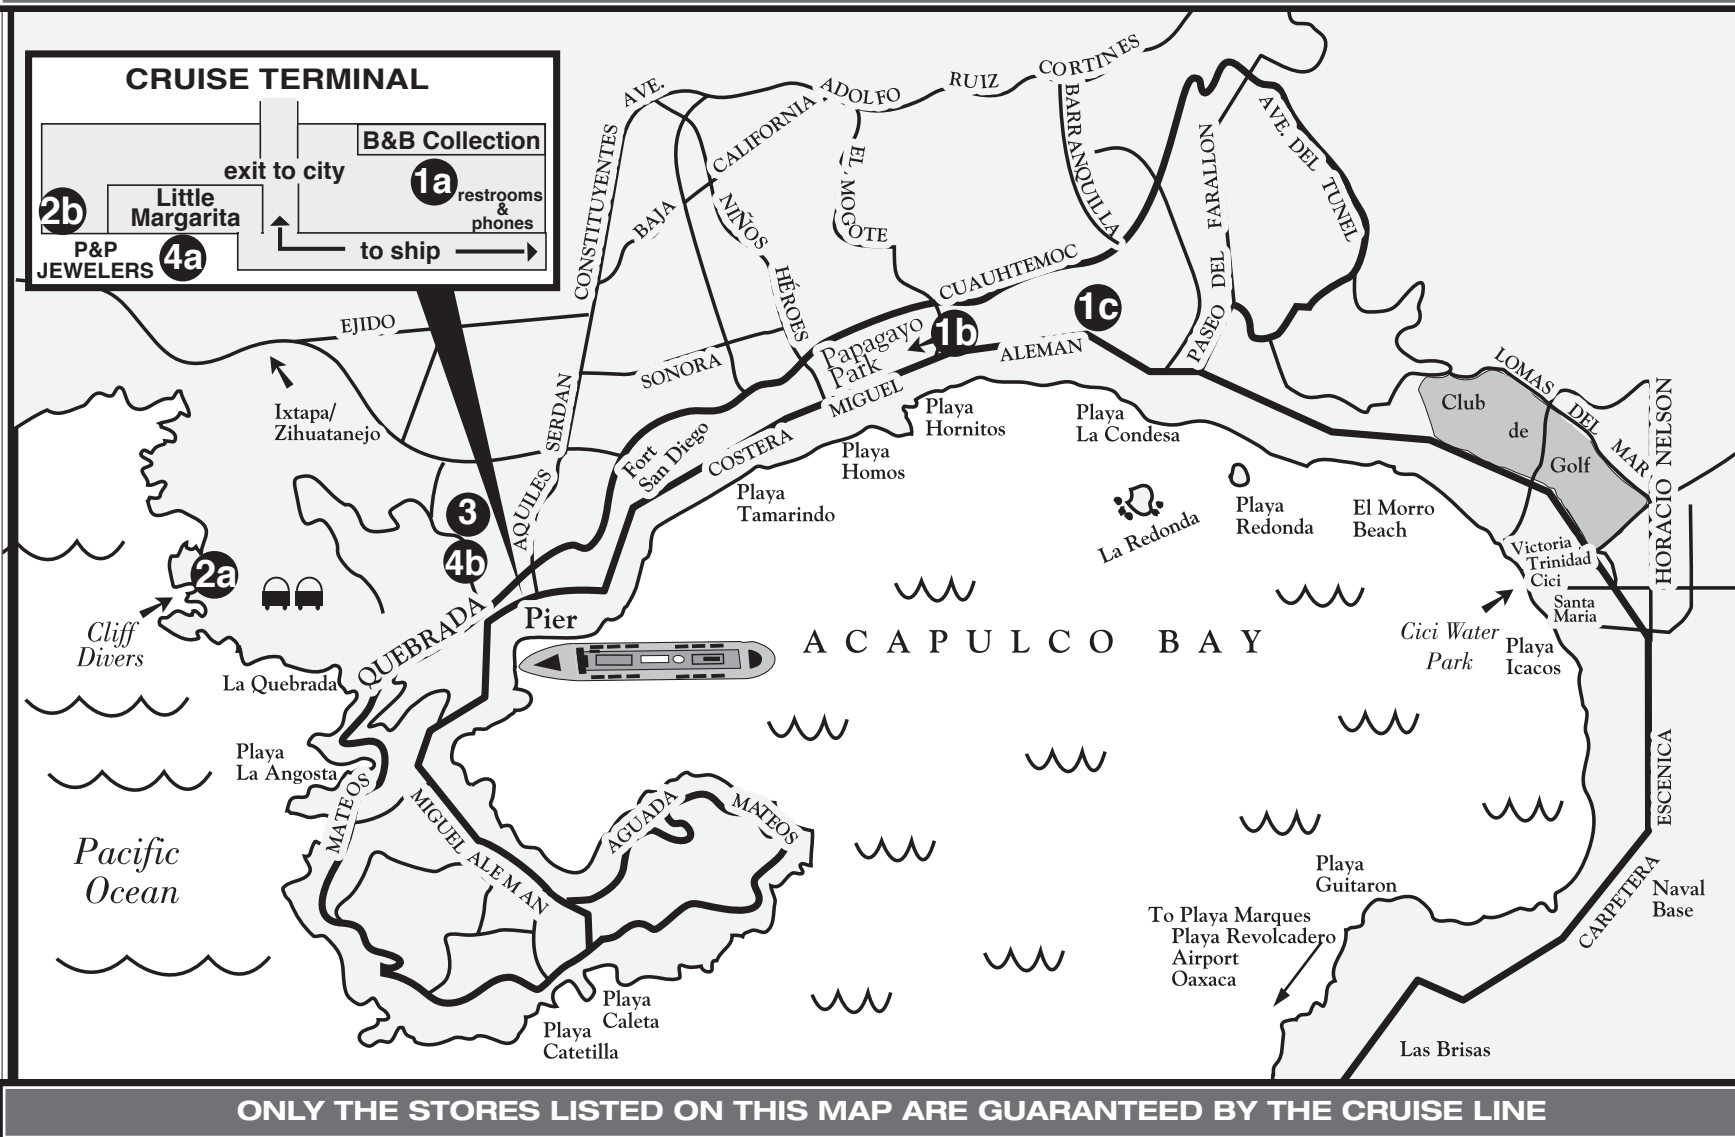 CRUISE TERMINAL
B&B Collection
exit to city
1a
restrooms
&
phones
2b
Little
Margarita
P&P
JEWELERS
4a
to ship
AVE.
ADOLFO
RUIZ
CORTINES
CONSTITUYENTES
BAJA
CALIFORNIA
EL MOGOTE
BARRANQUILLA
NIÑOS
HÉROES
CUAUHTEMOC
PASEO DEL FARALLON
AVE. DEL TUNEL
EJIDO
SONORA
Papagayo
Park
1b
1c
COSTERA
MIGUEL
ALEMAN
Ixtapa/
Zihuatanejo
AQUILES
SERDAN
Fort
San Diego
Playa
Hornitos
Playa
Homos
Playa
Tamarindo
Playa
La Condesa
La Redonda
Playa
Redonda
El Morro
Beach
Club
de
Golf
LOMAS
DEL
MAR
HORACIO NELSON
Victoria
Trinidad
Cici
Santa
Maria
Cici Water
Park
Playa
Icacos
3
4b
2a
Cliff
Divers
QUEBRADA
Pier
ACAPULCO BAY
La Quebrada
Playa
La Angosta
MATEOS
MIGUEL ALEMAN
AGUADA
MATEOS
Pacific
Ocean
Playa
Caleta
Playa
Catetilla
ESCENICA
CARPETERA
Naval
Base
Playa
Guitaron
To Playa Marques
Playa Revolcadero
Airport
Oaxaca
Las Brisas
ONLY THE STORES LISTED ON THIS MAP ARE GUARANTEED BY THE CRUISE LINE